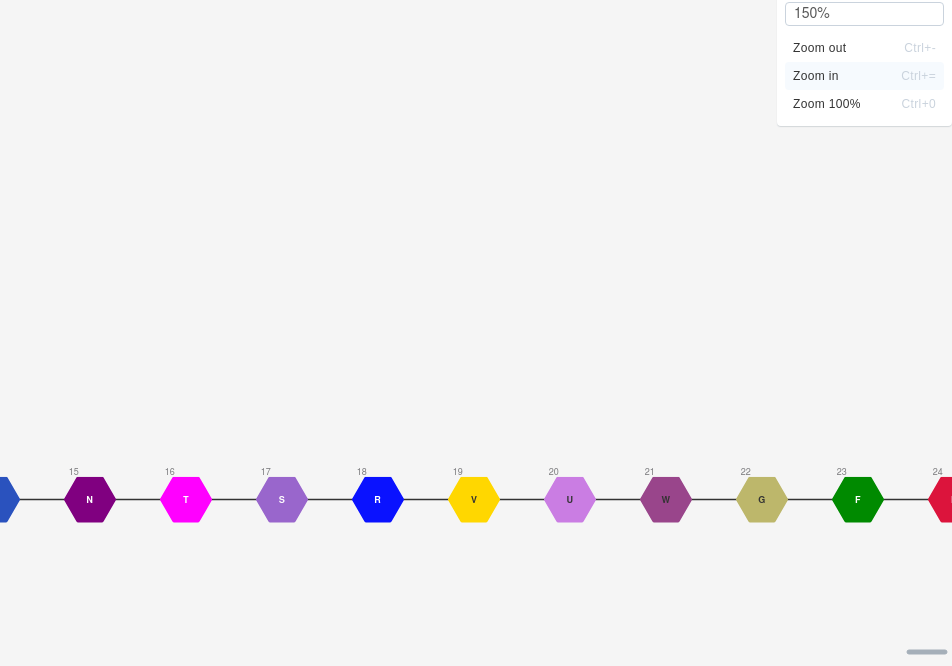 150%
Zoom out Ctrl+-
Zoom in Ctrl+=
Zoom 100% Ctrl+0
15 16 17 18 19 20 21 22 23 24
N T S R V U W G F